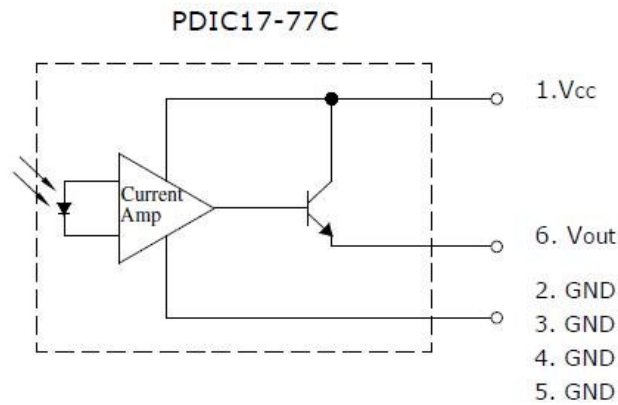 PDIC17-77C
1.Vcc
Current
Amp
6. Vout
2. GND
3. GND
4. GND
5. GND